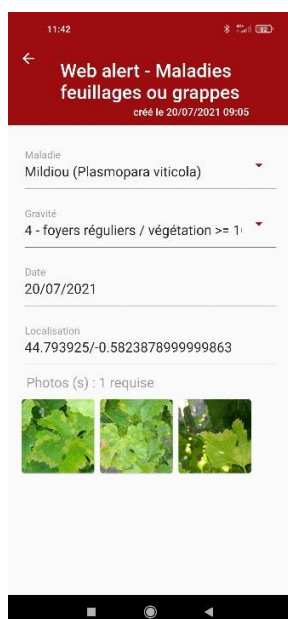 11:42
Web alert - Maladies
feuillages ou grappes
créé le 20/07/2021 09:05
Maladie
Mildiou (Plasmopara viticola)
Gravité
4 - foyers réguliers / végétation >= 1
Date
20/07/2021
Localisation
44.793925/-0.5823878999999863
Photos (s) : 1 requise